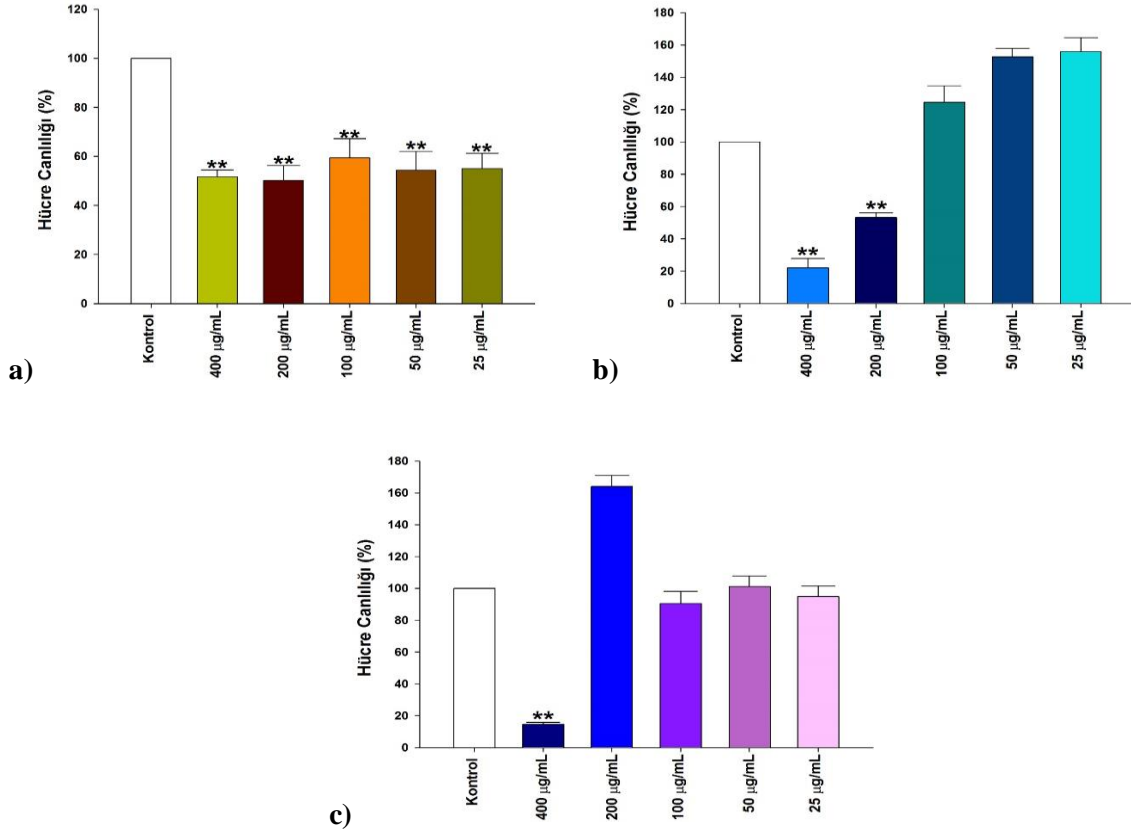 120
100
80
60
40
20
0
Hücre Canlılığı (%)
**
**
**
**
**
Kontrol
400 µg/mL
200 µg/mL
100 µg/mL
50 µg/mL
25 µg/mL
a)
180
160
140
120
100
80
60
40
20
0
Hücre Canlılığı (%)
**
**
Kontrol
400 µg/mL
200 µg/mL
100 µg/mL
50 µg/mL
25 µg/mL
b)
180
160
140
120
100
80
60
40
20
0
Hücre Canlılığı (%)
**
Kontrol
400 µg/mL
200 µg/mL
100 µg/mL
50 µg/mL
25 µg/mL
c)